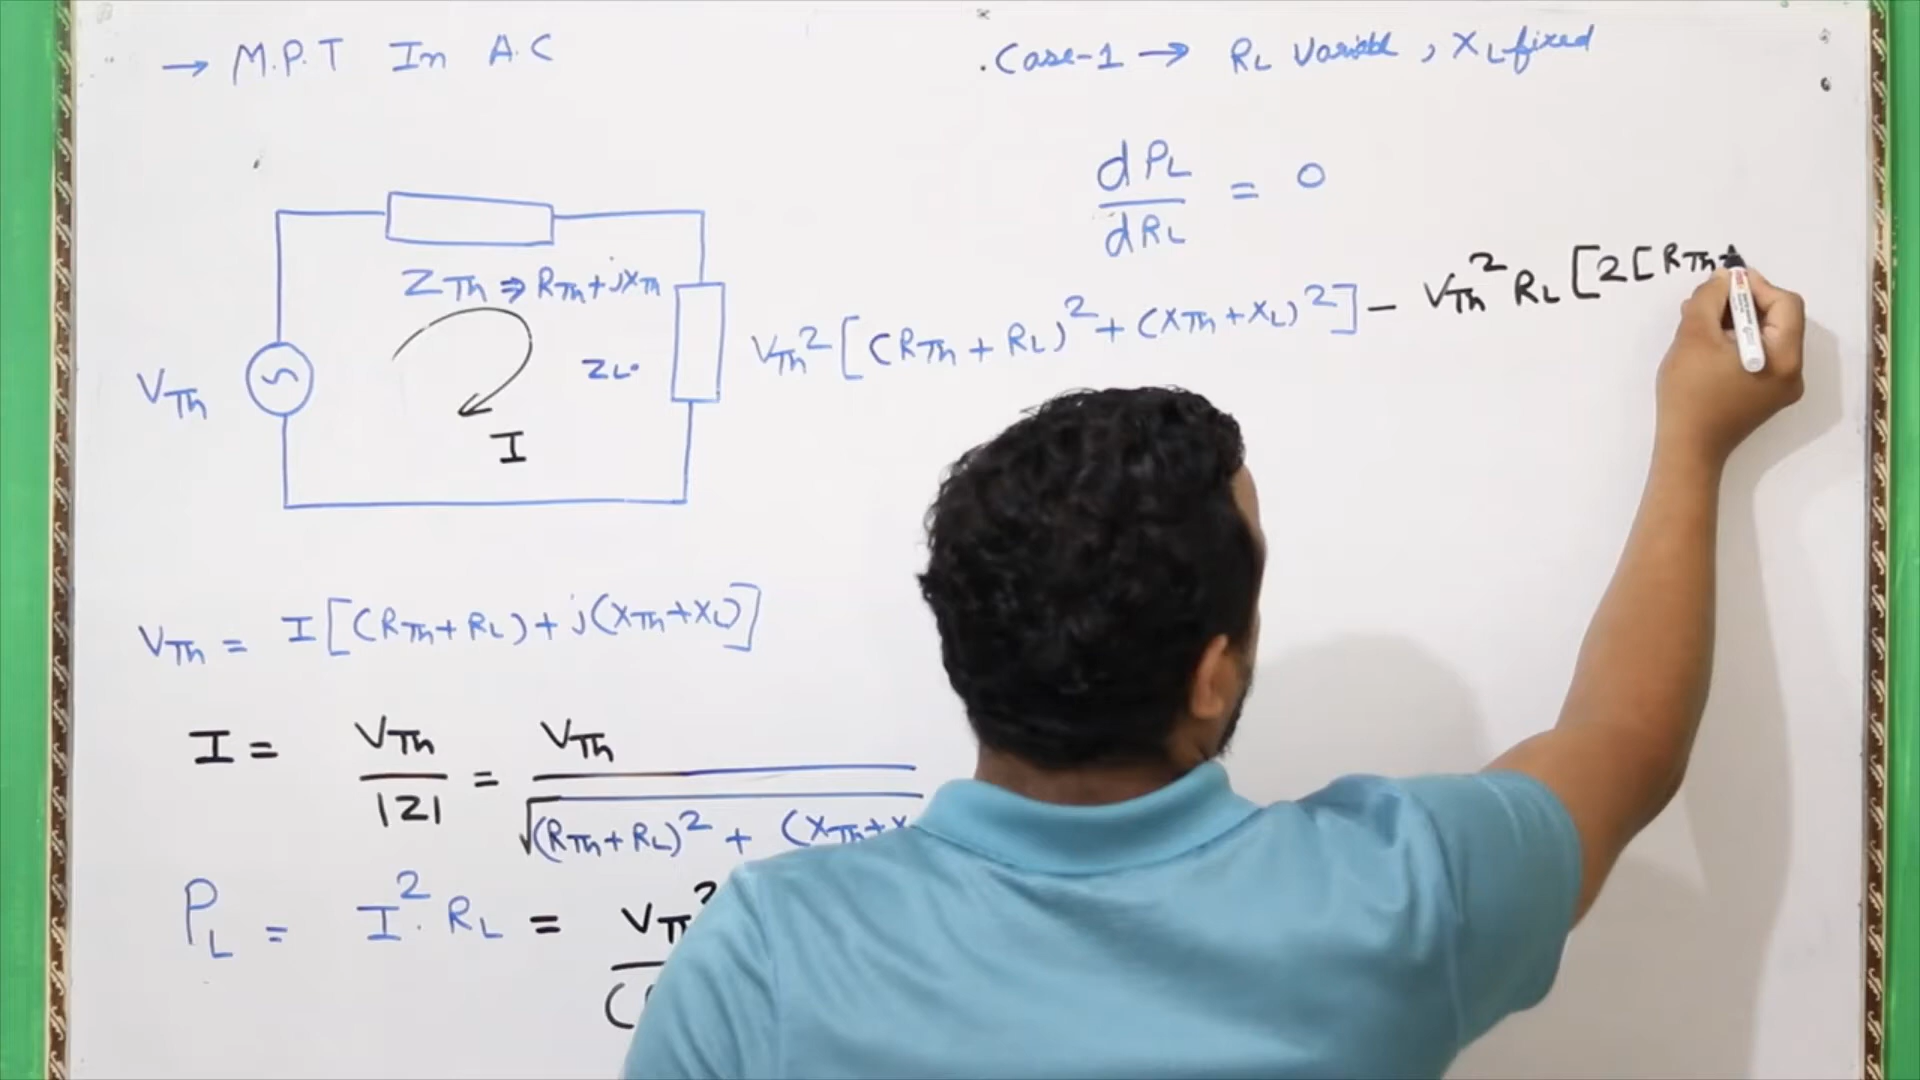 → M.P.T In A.C
.Case-1 → RL Variable , XL fixed
dPL
dRL
= 0
ZTh ⇒ RTh+jXTh
ZL.
VTh
I
VTh² [(RTh + RL)² + (XTh + XL)²] - VTh² RL [2[RTh+
VTh = I[(RTh+RL)+j(XTh+XL)]
I = VTh / |Z| = VTh / √(RTh+RL)² + (XTh+X
PL = I².RL = VTh²
(